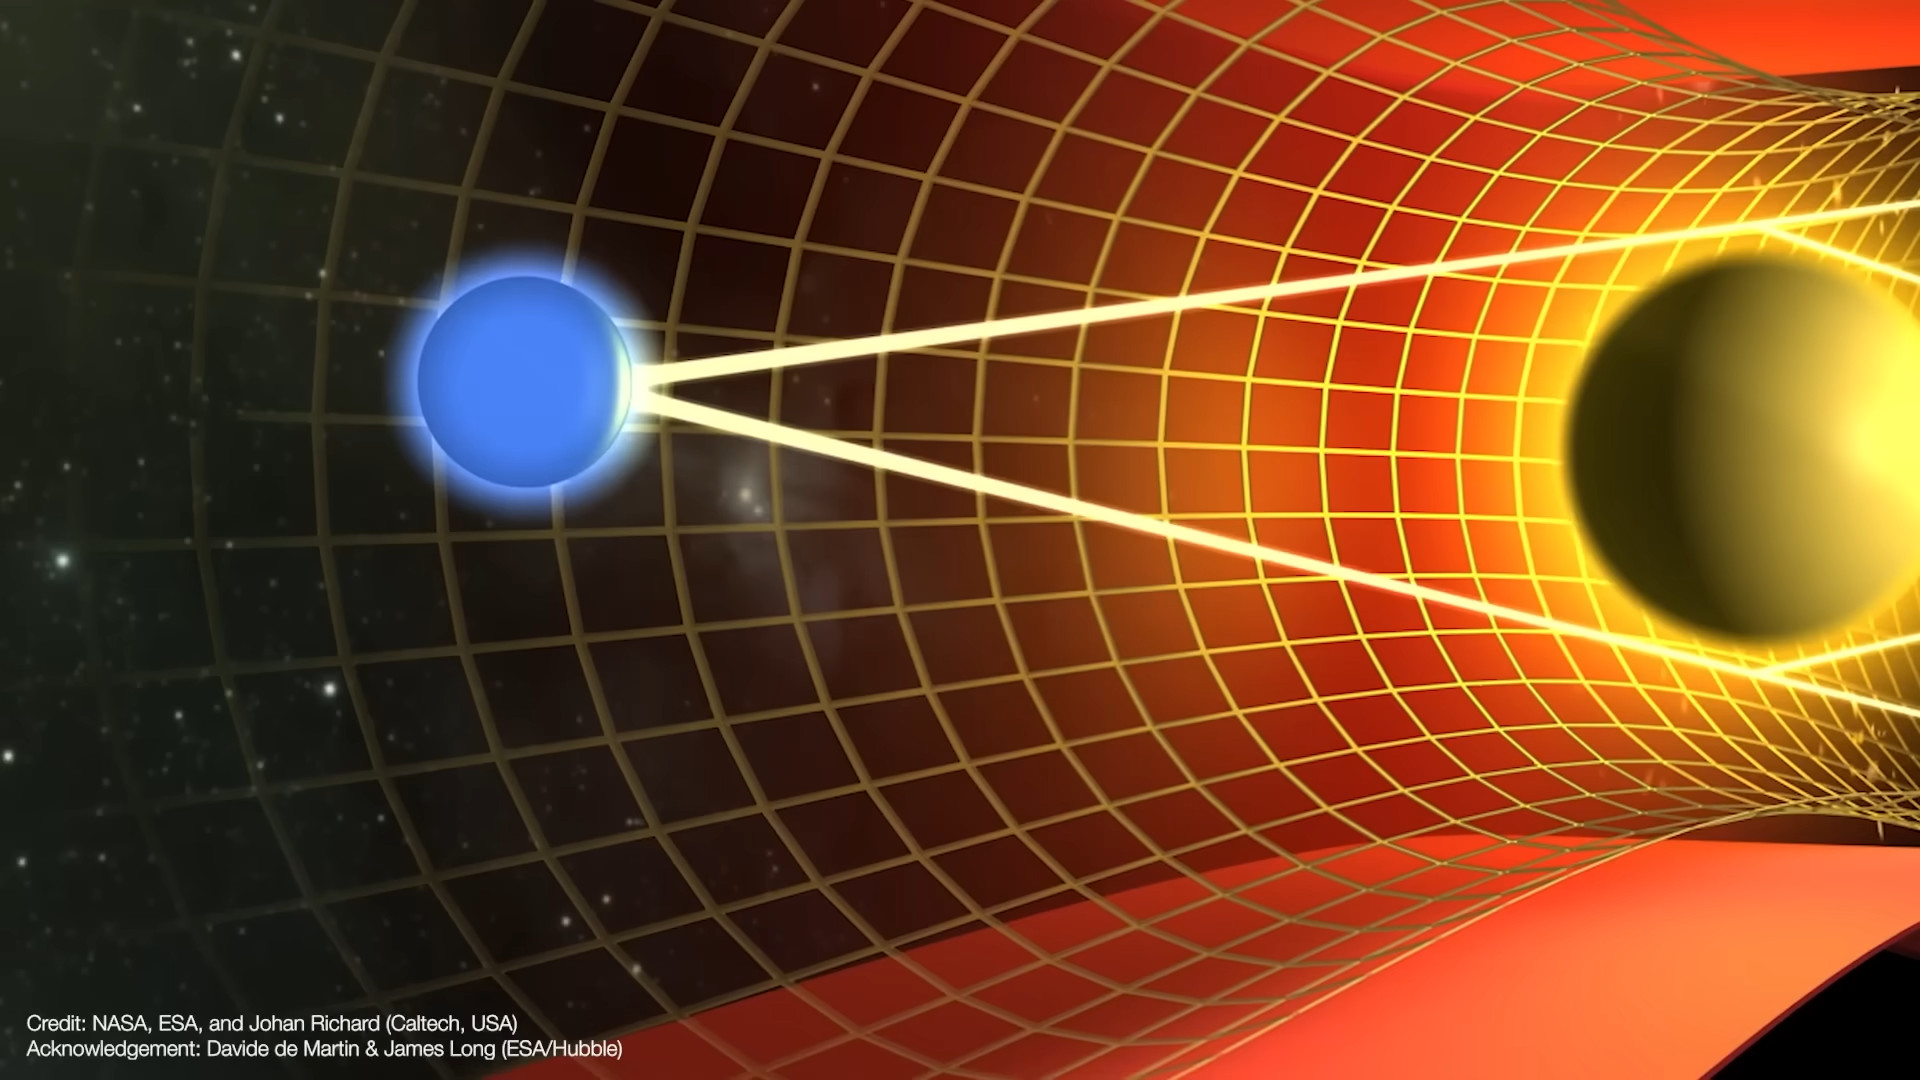 Credit: NASA, ESA, and Johan Richard (Caltech, USA)
Acknowledgement: Davide de Martin & James Long (ESA/Hubble)